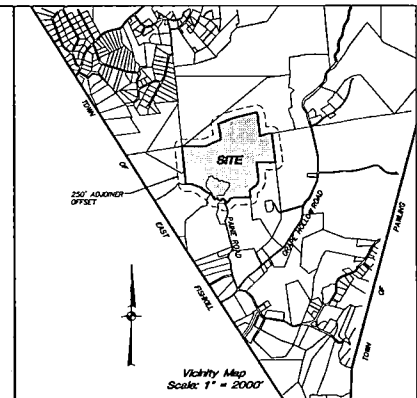 SITE
250' ADJOINER
OFFSET
TOWN
OF
EAST
FISHKILL
PAINE ROAD
GRAPE HOLLOW ROAD
TOWN
OF
PAWLING
Vicinity Map
Scale: 1" = 2000'